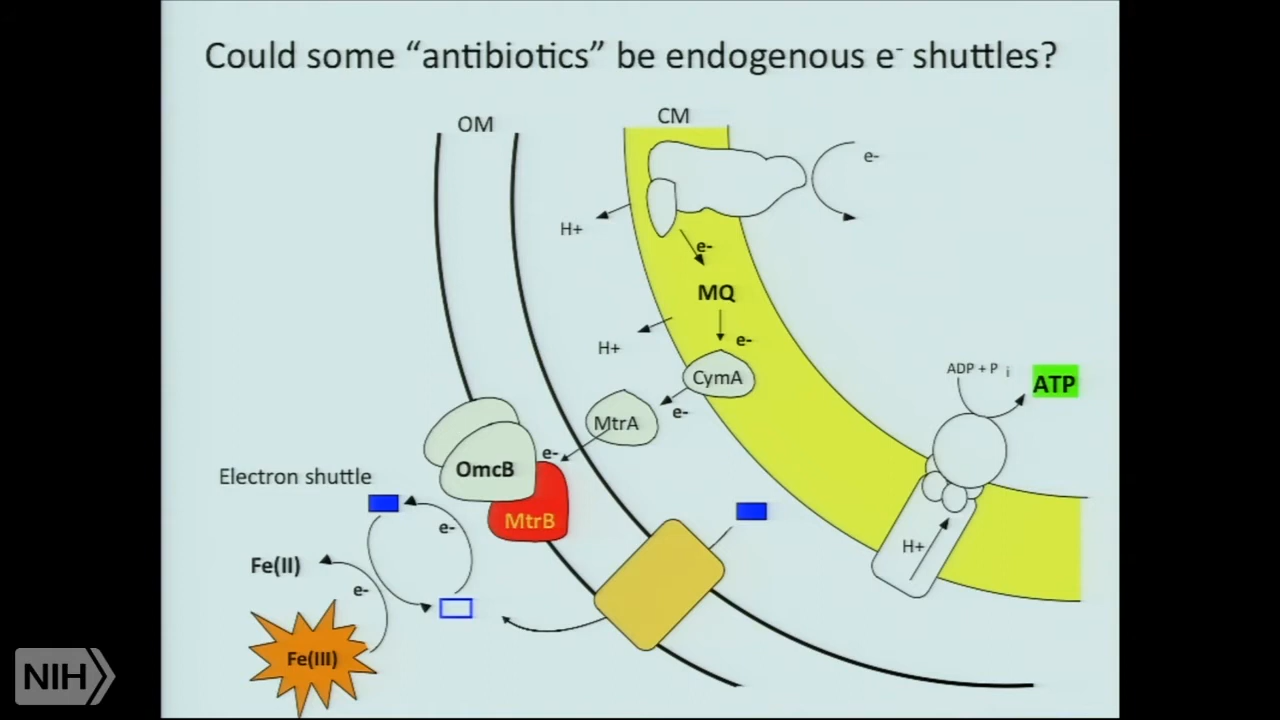 Could some “antibiotics” be endogenous e- shuttles?
OM
CM
e-
H+
e-
MQ
H+
e-
CymA
ADP + P i
ATP
MtrA
e-
e-
OmcB
Electron shuttle
MtrB
e-
H+
Fe(II)
e-
Fe(III)
NIH